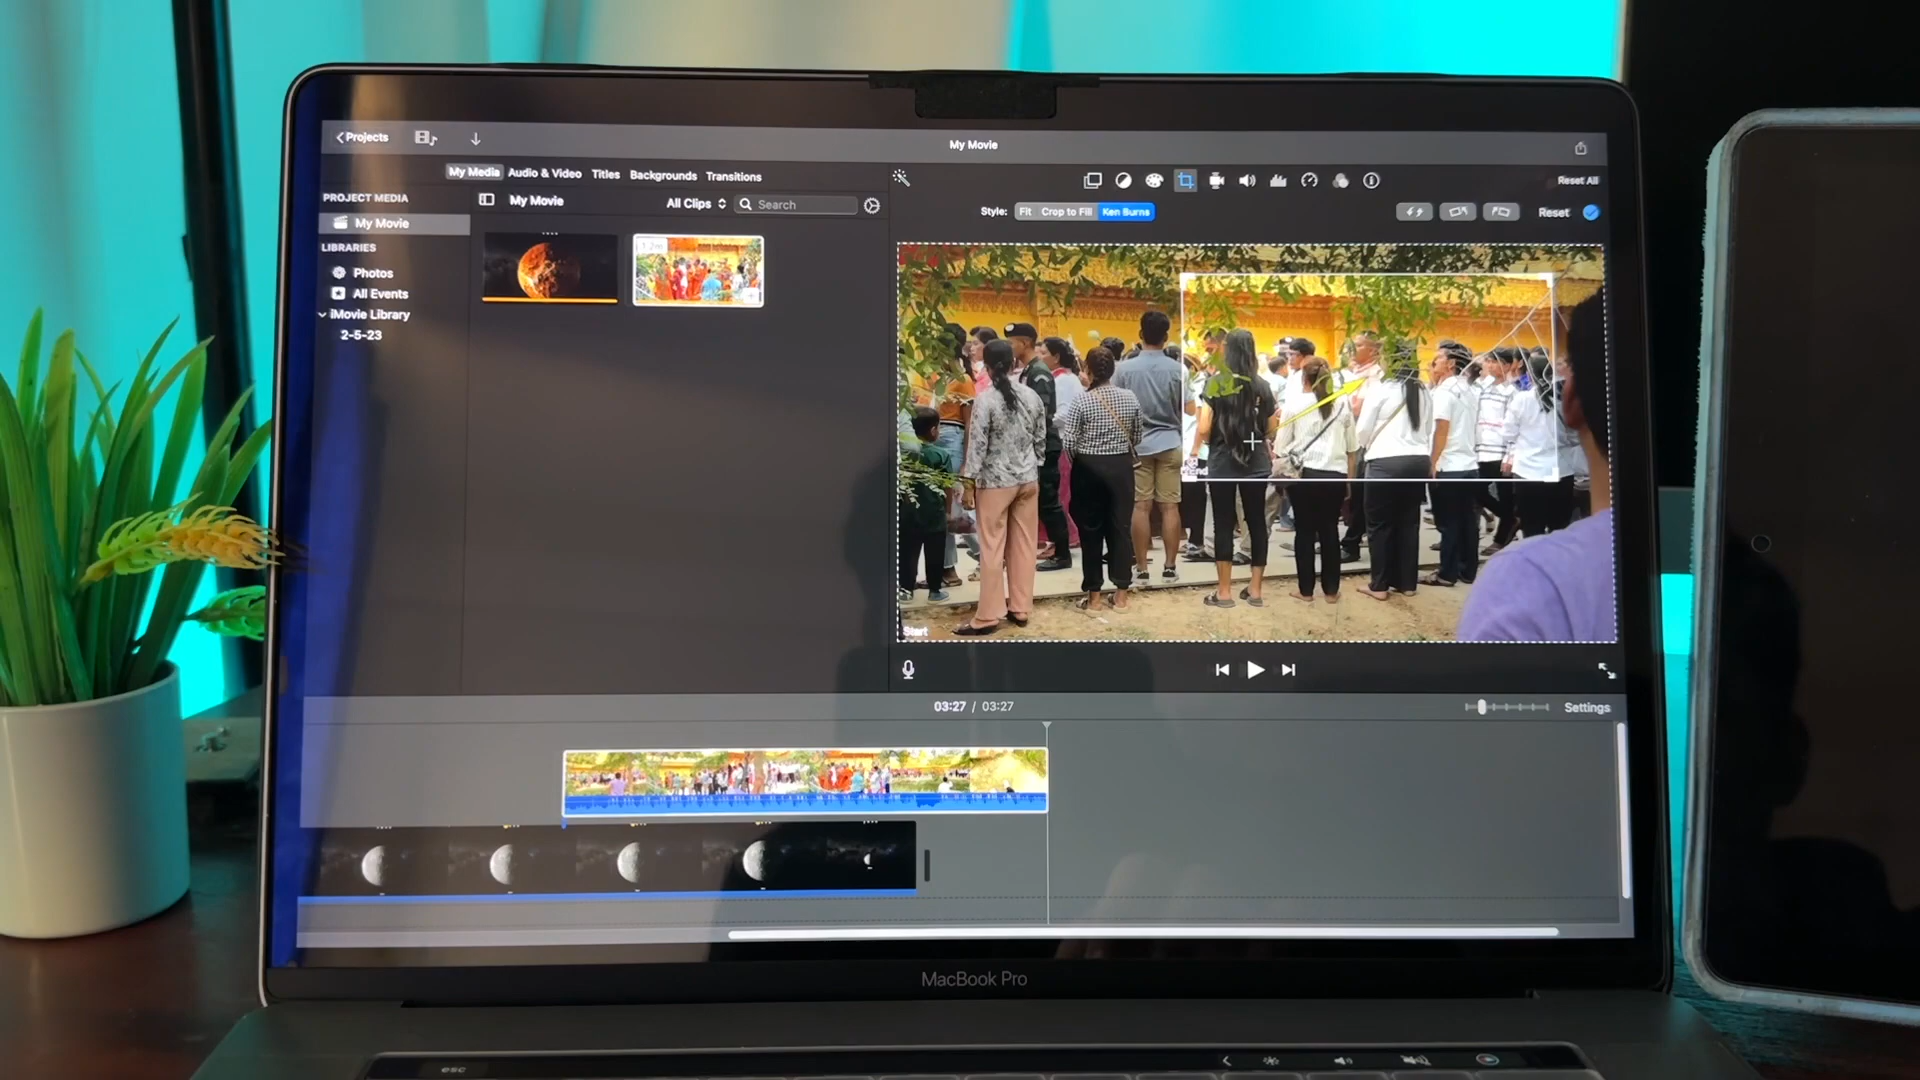 Projects
My Movie
My Media Audio & Video Titles Backgrounds Transitions
Reset All
PROJECT MEDIA
My Movie
All Clips
Search
My Movie
Style: Fit Crop to Fill Ken Burns
Reset
LIBRARIES
Photos
All Events
iMovie Library
2-5-23
End
Start
03:27 / 03:27
Settings
MacBook Pro
esc